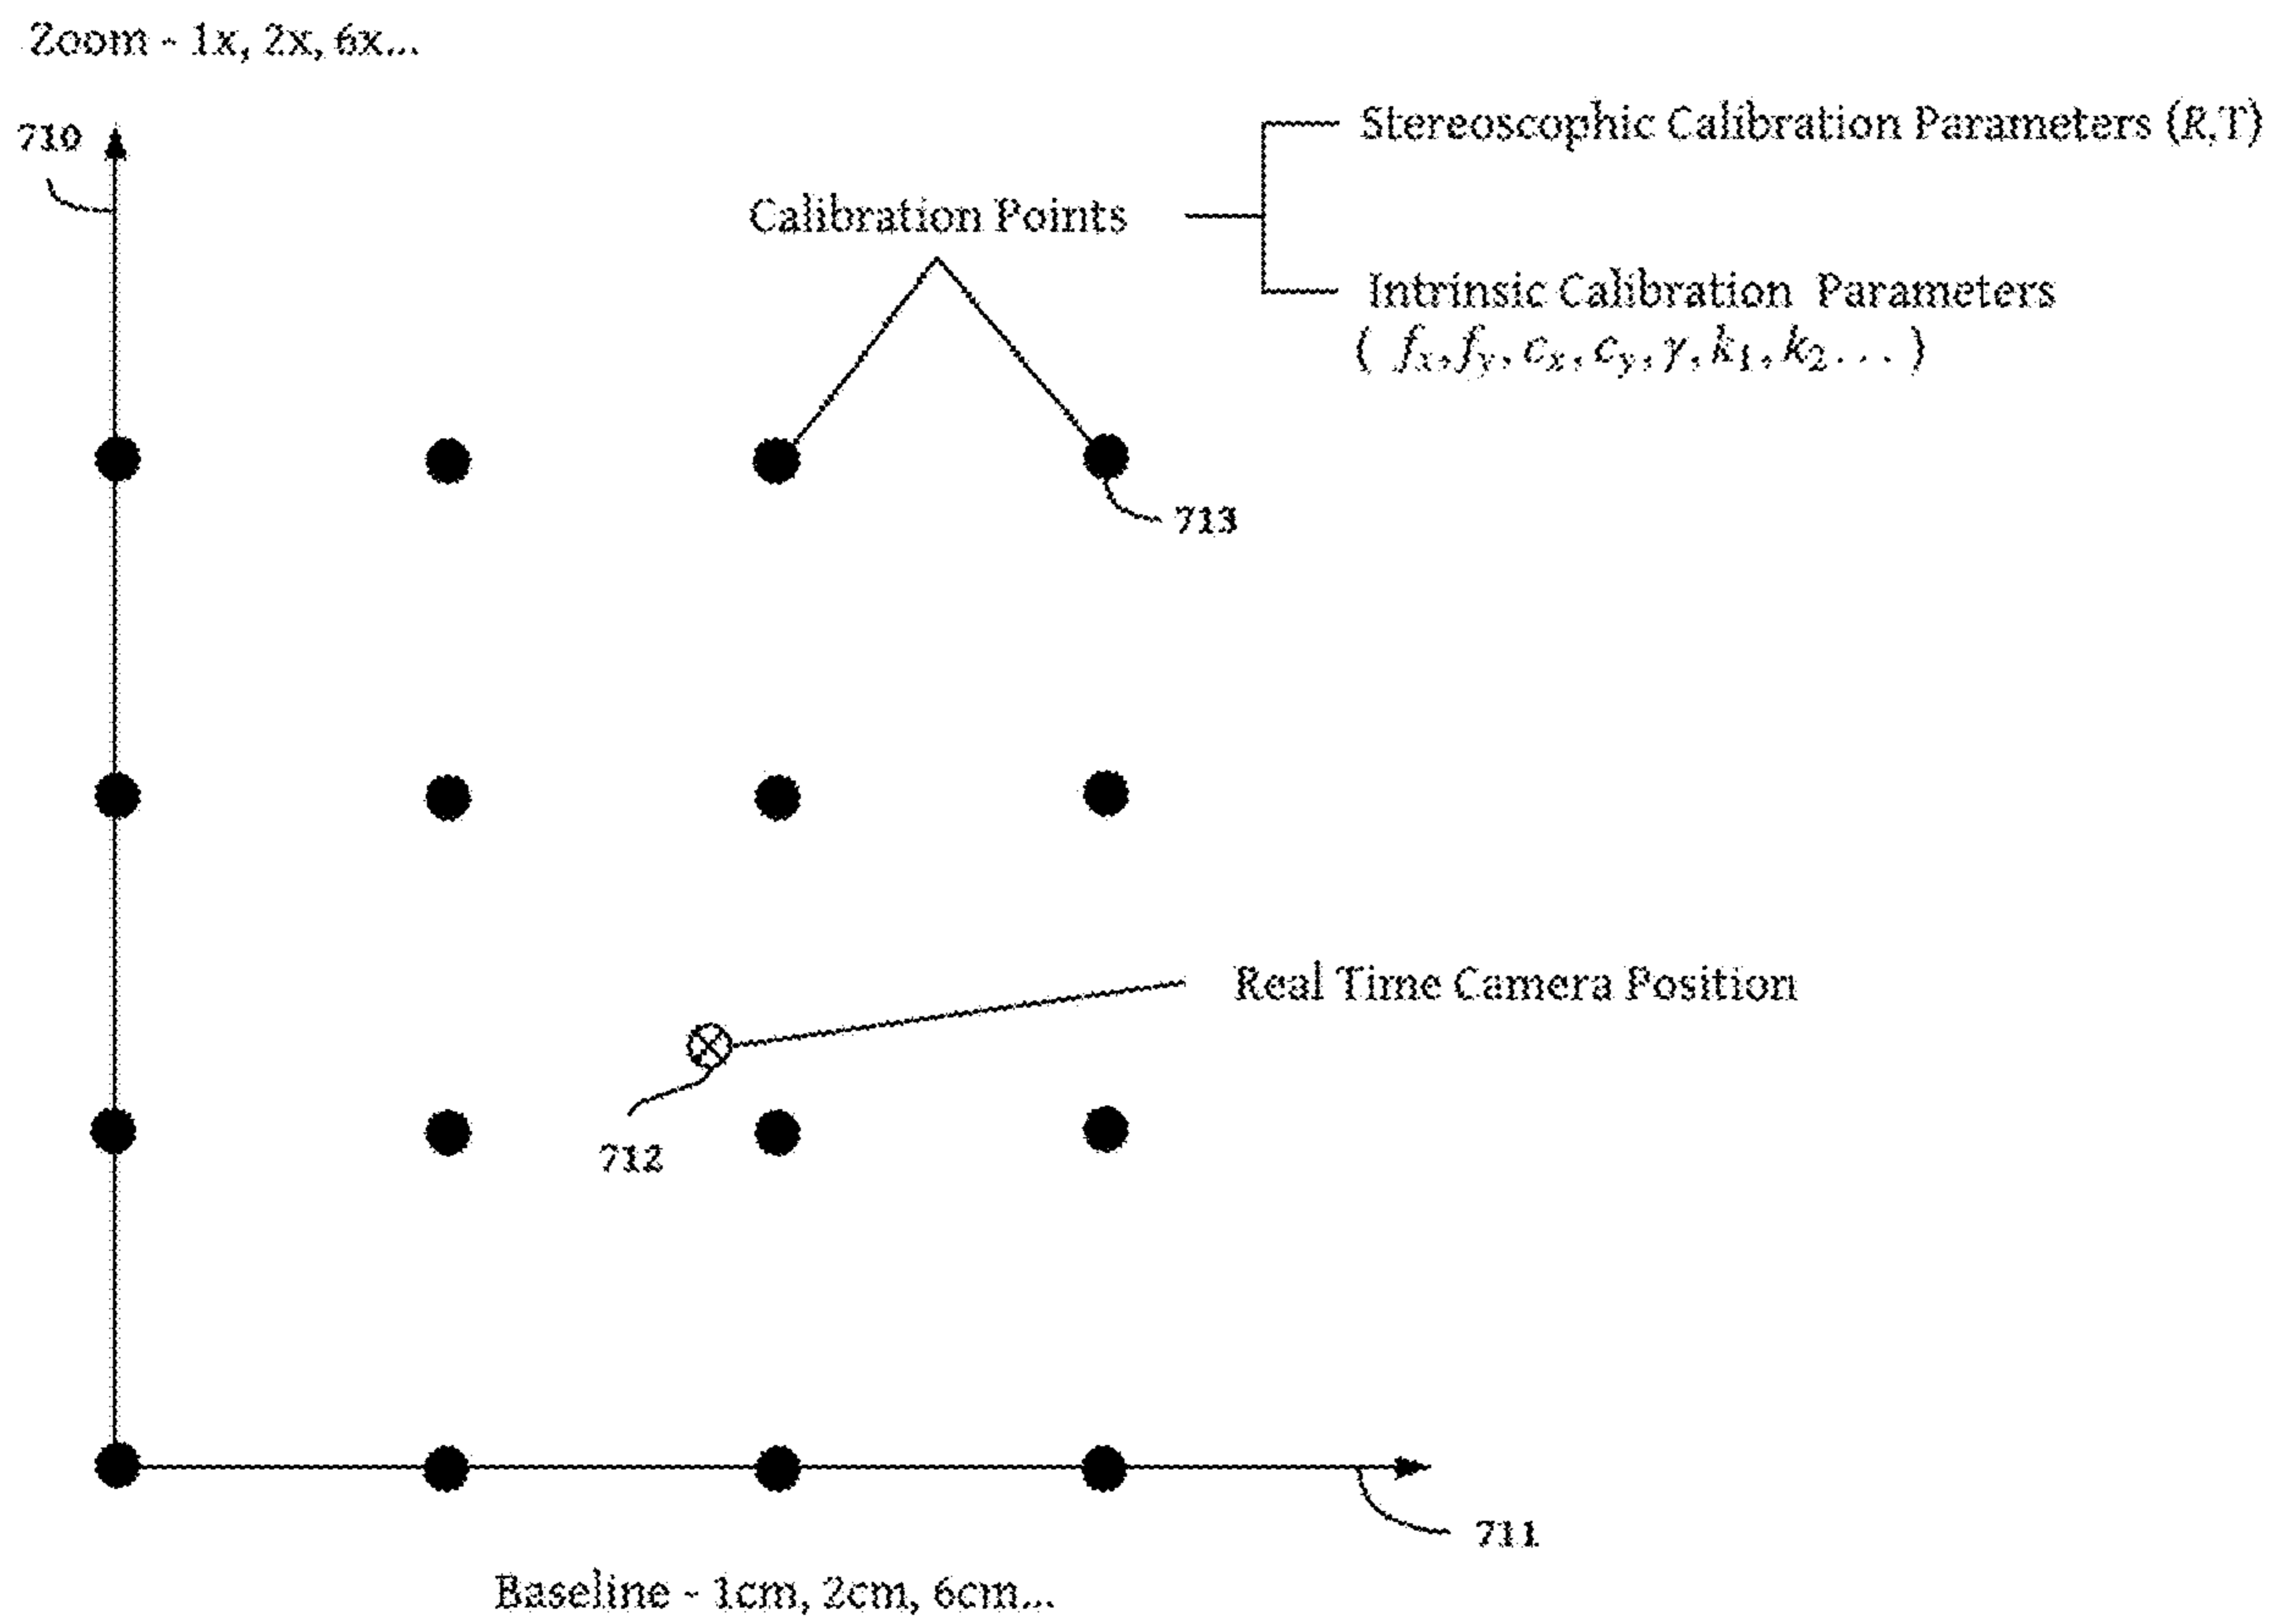 Zoom - 1x, 2x, 6x...
710
Stereoscophic Calibration Parameters (R,T)
Calibration Points
Intrinsic Calibration Parameters
( fx, fy, cx, cy, γ, k1, k2 . . . )
713
Real Time Camera Position
712
711
Baseline - 1cm, 2cm, 6cm...